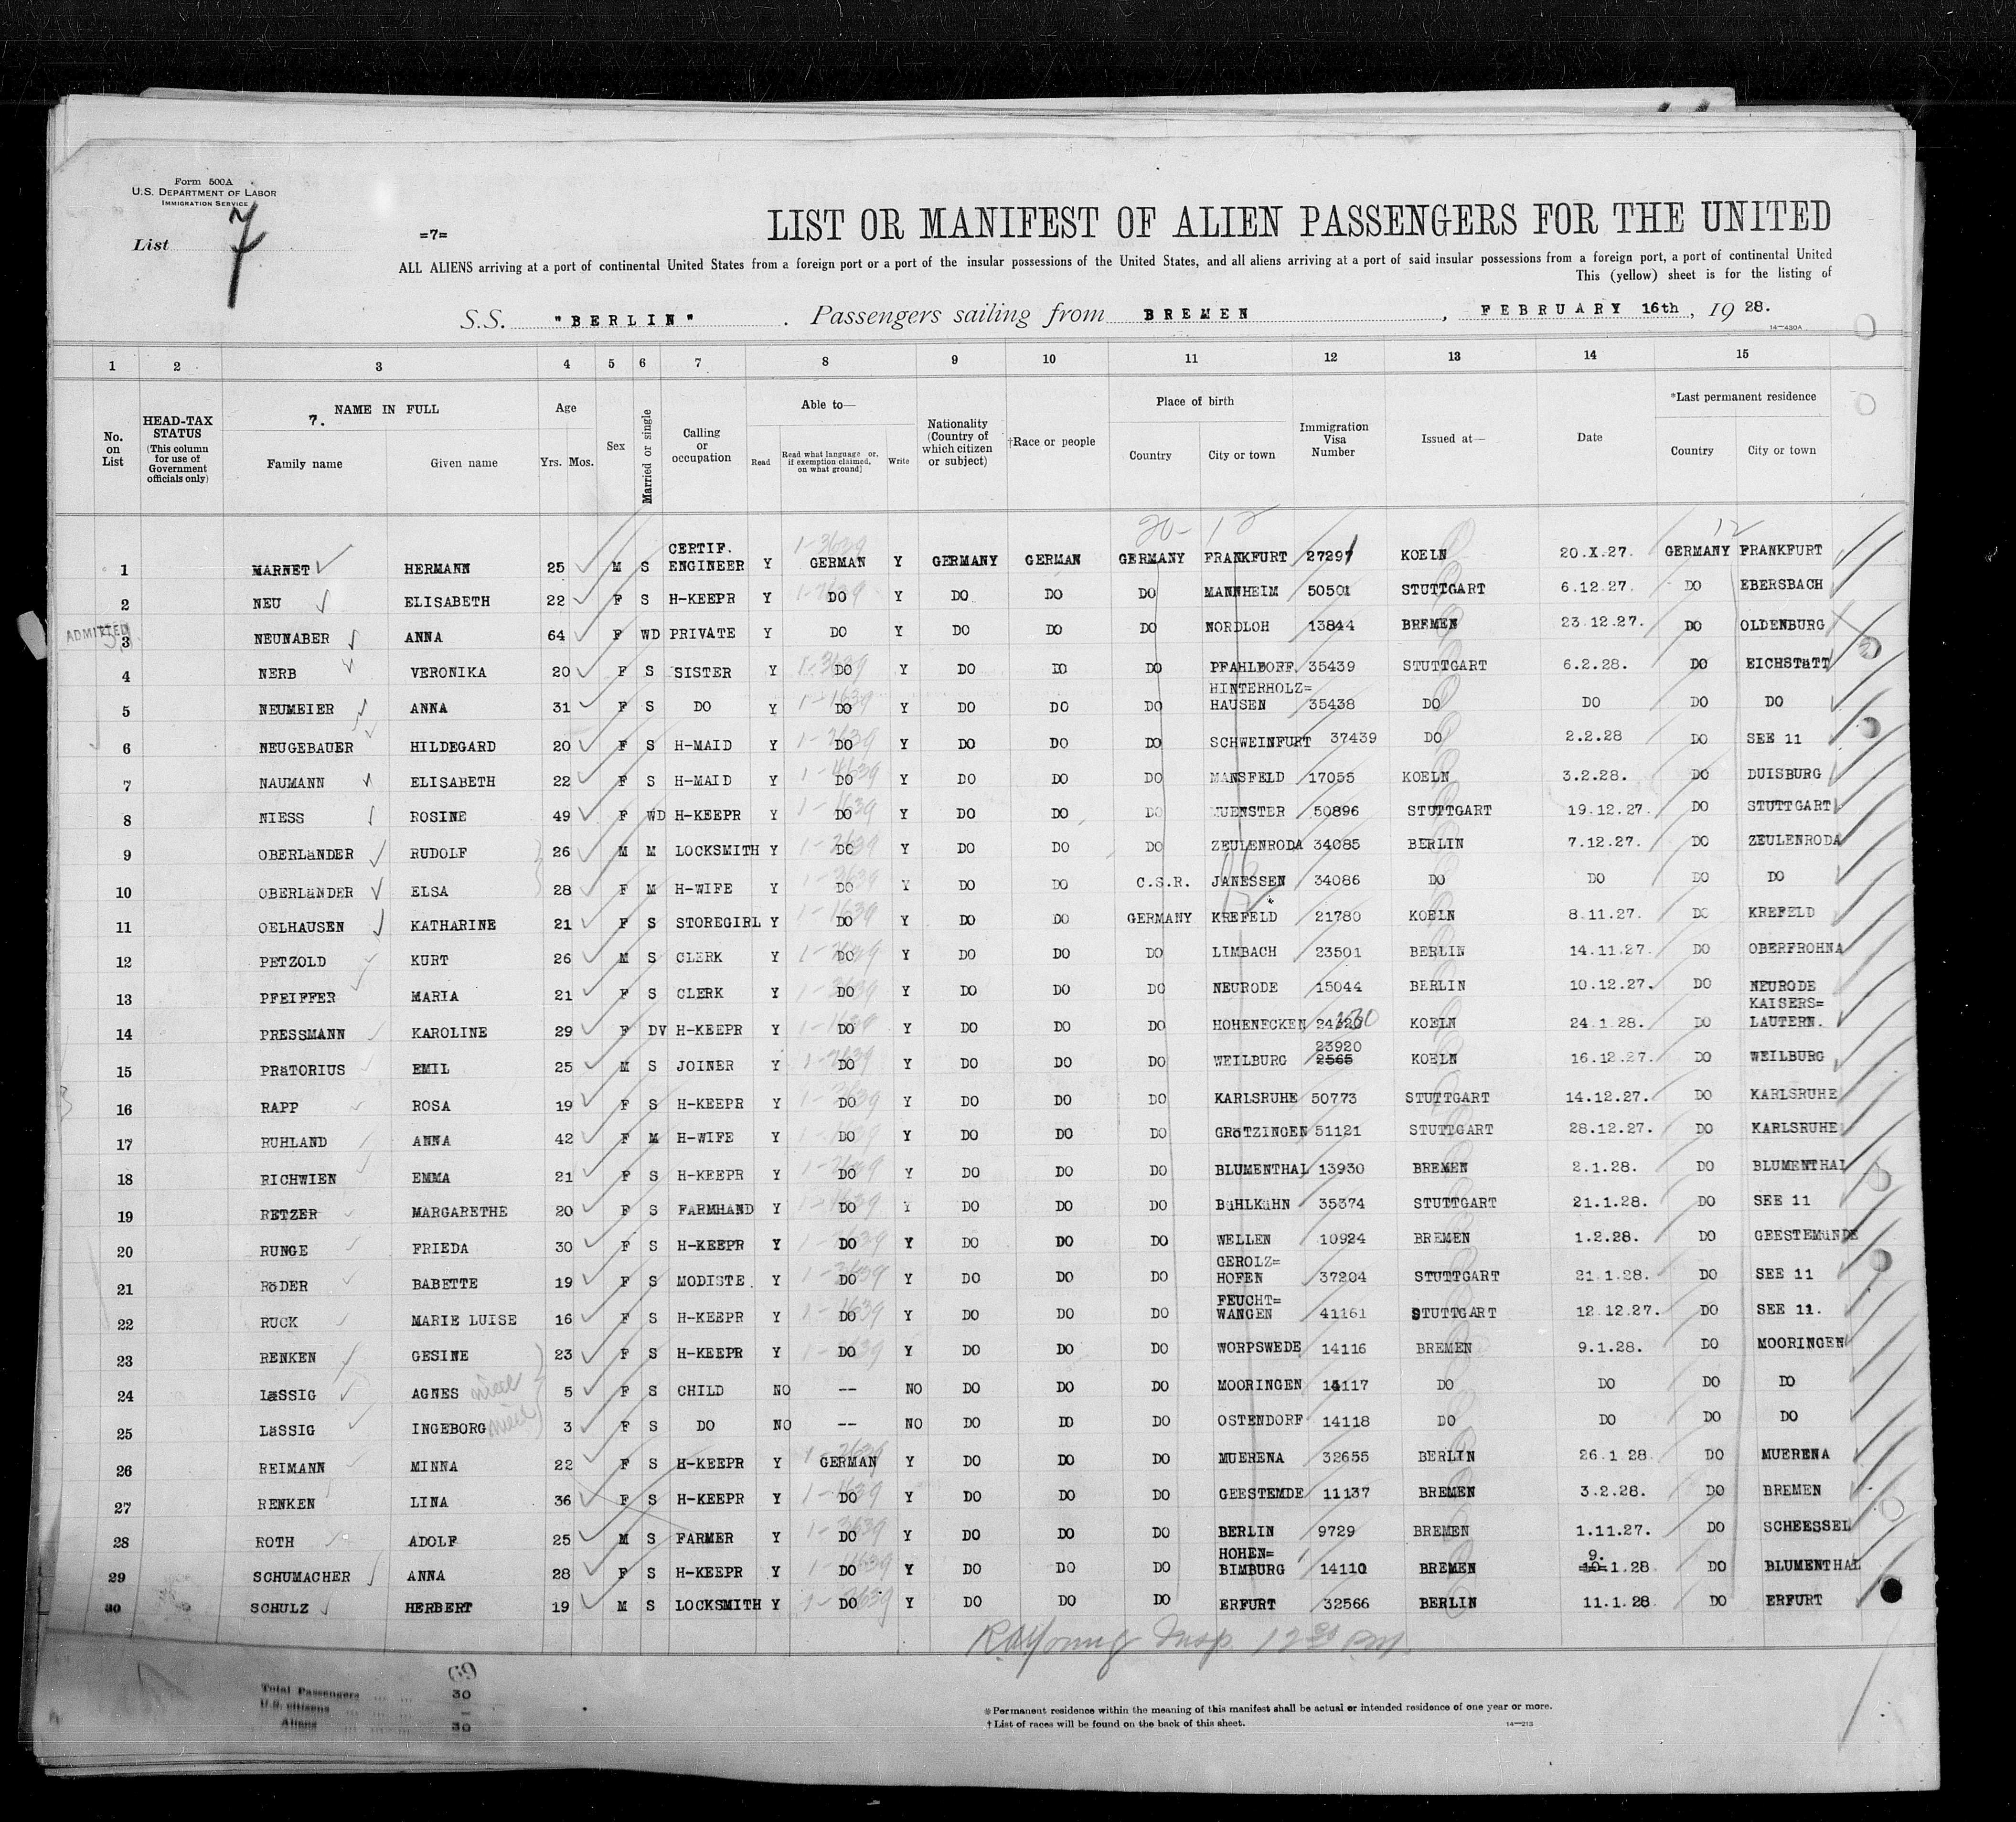 Form 500A
U.S. DEPARTMENT OF LABOR
IMMIGRATION SERVICE
List 7
=7=
LIST OR MANIFEST OF ALIEN PASSENGERS FOR THE UNITED
ALL ALIENS arriving at a port of continental United States from a foreign port or a port of the insular possessions of the United States, and all aliens arriving at a port of said insular possessions from a foreign port, a port of continental United
This (yellow) sheet is for the listing of
S.S. "BERLIN" . Passengers sailing from BREMEN , FEBRUARY 16th, 19 28.
14—430A
1 2 3 4 5 6 7 8 9 10 11 12 13 14 15
No. on List
HEAD-TAX STATUS (This column for use of Government officials only)
7. NAME IN FULL
Family name Given name
Age
Yrs. Mos.
Sex
Married or single
Calling or occupation
Able to—
Read Read what language [or, if exemption claimed, on what ground] Write
Nationality (Country of which citizen or subject)
†Race or people
Place of birth
Country City or town
Immigration Visa Number
Issued at—
Date
*Last permanent residence
Country City or town
20- 12 12
1 MARNET HERMANN 25 M S CERTIF. ENGINEER Y GERMAN Y GERMANY GERMAN GERMANY FRANKFURT 27297 KOELN 20.X.27. GERMANY FRANKFURT
2 NEU ELISABETH 22 F S H-KEEPR Y DO Y DO DO DO MANNHEIM 50501 STUTTGART 6.12.27. DO EBERSBACH
ADMITTED
3 NEUNABER ANNA 64 F WD PRIVATE Y DO Y DO DO DO NORDLOH 13844 BREMEN 23.12.27. DO OLDENBURG
4 NERB VERONIKA 20 F S SISTER Y DO Y DO DO DO PFAHLDORF. 35439 STUTTGART 6.2.28. DO EICHSTäTT
5 NEUMEIER ANNA 31 F S DO Y DO Y DO DO DO HINTERHOLZ= HAUSEN 35438 DO DO DO DO
6 NEUGEBAUER HILDEGARD 20 F S H-MAID Y DO Y DO DO DO SCHWEINFURT 37439 DO 2.2.28 DO SEE 11
7 NAUMANN ELISABETH 22 F S H-MAID Y DO Y DO DO DO MANSFELD 17055 KOELN 3.2.28. DO DUISBURG
8 NIESS ROSINE 49 F WD H-KEEPR Y DO Y DO DO DO MUENSTER 50896 STUTTGART 19.12.27. DO STUTTGART
9 OBERLäNDER RUDOLF 26 M M LOCKSMITH Y DO Y DO DO DO ZEULENRODA 34085 BERLIN 7.12.27. DO ZEULENRODA
10 OBERLäNDER ELSA 28 F M H-WIFE Y DO Y DO DO C.S.R. JANESSEN 34086 DO DO DO DO
11 OELHAUSEN KATHARINE 21 F S STOREGIRL Y DO Y DO DO GERMANY KREFELD 21780 KOELN 8.11.27. DO KREFELD
12 PETZOLD KURT 26 M S CLERK Y DO Y DO DO DO LIMBACH 23501 BERLIN 14.11.27. DO OBERFROHNA
13 PFEIFFER MARIA 21 F S CLERK Y DO Y DO DO DO NEURODE 15044 BERLIN 10.12.27. DO NEURODE
14 PRESSMANN KAROLINE 29 F DV H-KEEPR Y DO Y DO DO DO HOHENECKEN KOELN 24.1.28. DO KAISERS= LAUTERN.
15 PRäTORIUS EMIL 25 M S JOINER Y DO Y DO DO DO WEILBURG 23920 2565 KOELN 16.12.27. DO WEILBURG
16 RAPP ROSA 19 F S H-KEEPR Y DO Y DO DO DO KARLSRUHE 50773 STUTTGART 14.12.27. DO KARLSRUHE
17 RUHLAND ANNA 42 F M H-WIFE Y DO Y DO DO DO GRöTZINGEN 51121 STUTTGART 28.12.27. DO KARLSRUHE
18 RICHWIEN EMMA 21 F S H-KEEPR Y DO Y DO DO DO BLUMENTHAL 13930 BREMEN 2.1.28. DO BLUMENTHAL
19 RETZER MARGARETHE 20 F S FARMHAND Y DO Y DO DO DO BüHLKüHN 35374 STUTTGART 21.1.28. DO SEE 11
20 RUNGE FRIEDA 30 F S H-KEEPR Y DO Y DO DO DO WELLEN 10924 BREMEN 1.2.28. DO GEESTEMüNDE
21 RöDER BABETTE 19 F S MODISTE Y DO Y DO DO DO GEROLZ= HOFEN 37204 STUTTGART 21.1.28. DO SEE 11
22 RUCK MARIE LUISE 16 F S H-KEEPR Y DO Y DO DO DO FEUCHT= WANGEN 41161 STUTTGART 12.12.27. DO SEE 11.
23 RENKEN GESINE 23 F S H-KEEPR Y DO Y DO DO DO WORPSWEDE 14116 BREMEN 9.1.28. DO MOORINGEN
24 LäSSIG AGNES niece 5 F S CHILD NO -- NO DO DO DO MOORINGEN 14117 DO DO DO DO
25 LäSSIG INGEBORG niece 3 F S DO NO -- NO DO DO DO OSTENDORF 14118 DO DO DO DO
26 REIMANN MINNA 22 F S H-KEEPR Y GERMAN Y DO DO DO MUERENA 32655 BERLIN 26.1.28. DO MUERENA
27 RENKEN LINA 36 F S H-KEEPR Y DO Y DO DO DO GEESTEMDE 11137 BREMEN 3.2.28. DO BREMEN
28 ROTH ADOLF 25 M S FARMER Y DO Y DO DO DO BERLIN 9729 BREMEN 1.11.27. DO SCHEESSEL
29 SCHUMACHER ANNA 28 F S H-KEEPR Y DO Y DO DO DO HOHEN= BIMBURG 14110 BREMEN 9. 10.1.28 DO BLUMENTHAL
30 SCHULZ HERBERT 19 M S LOCKSMITH Y DO Y DO DO DO ERFURT 32566 BERLIN 11.1.28. DO ERFURT
Insp 12 30 PM.
Total Passengers 30
U.S. citizens —
Aliens 30
*Permanent residence within the meaning of this manifest shall be actual or intended residence of one year or more.
†List of races will be found on the back of this sheet.
14—213